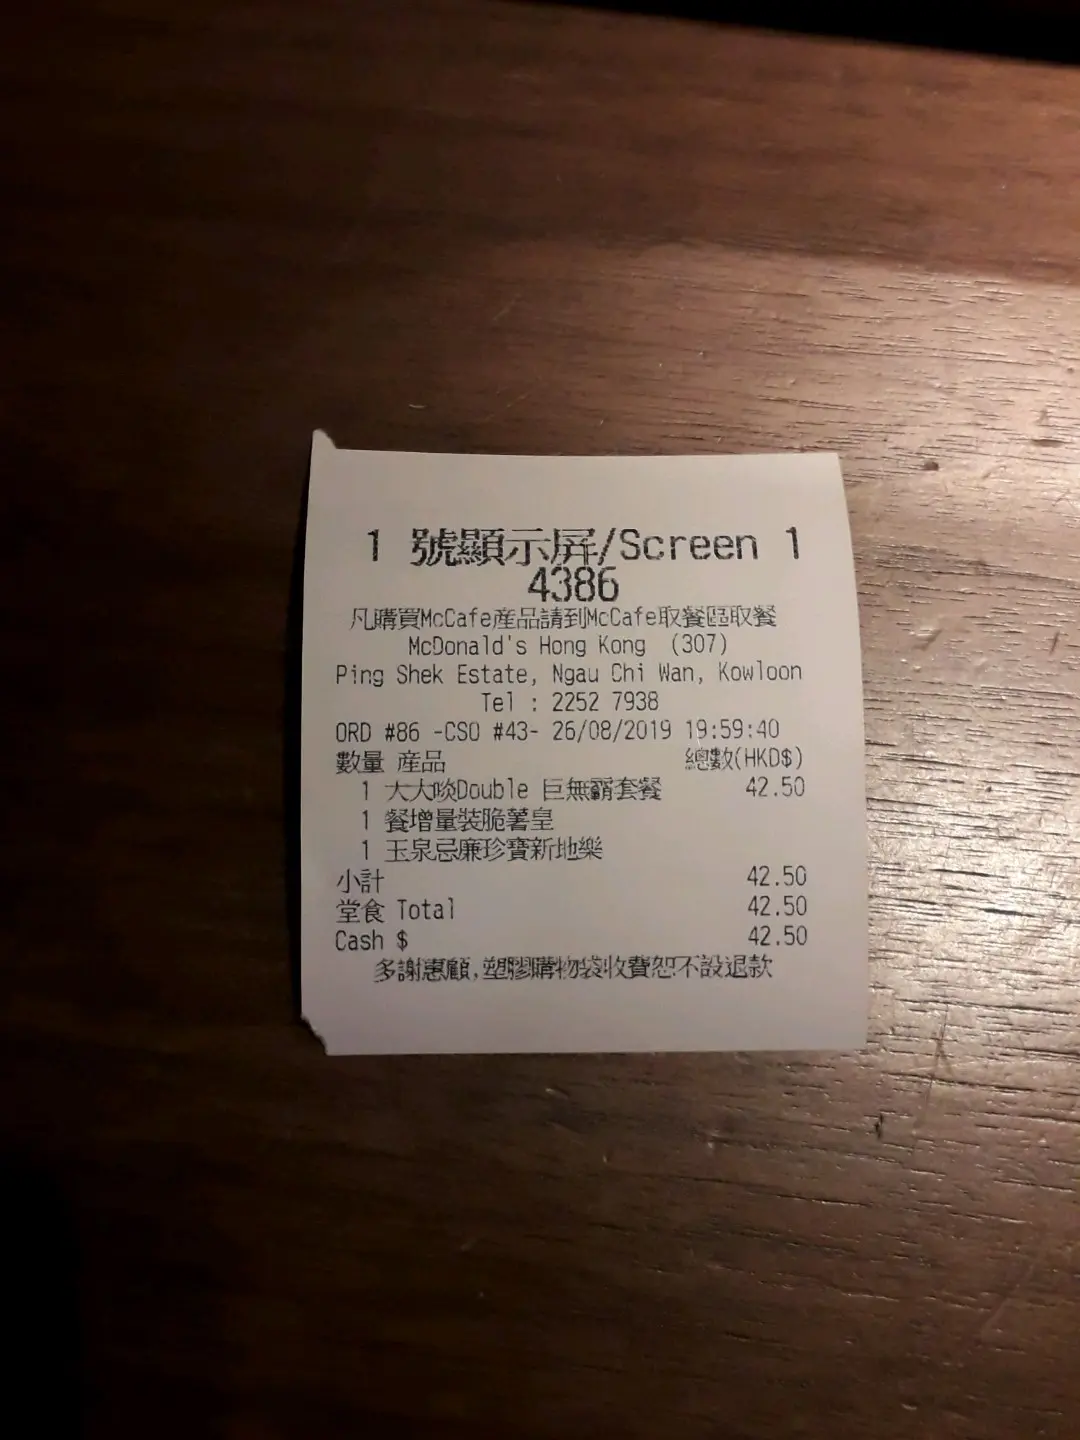 1 號顯示屏/Screen 1
4386
凡購買McCafe產品請到McCafe取餐區取餐
McDonald's Hong Kong (307)
Ping Shek Estate, Ngau Chi Wan, Kowloon
Tel : 2252 7938
ORD #86 -CSO #43- 26/08/2019 19:59:40
數量 產品 總數(HKD$)
1 大大啖Double 巨無霸套餐 42.50
1 餐增量裝脆薯皇
1 玉泉忌廉珍寶新地樂
小計 42.50
堂食 Total 42.50
Cash $ 42.50
多謝惠顧,塑膠購物袋收費恕不設退款